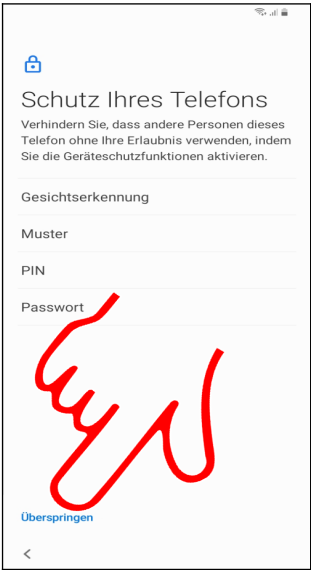 Schutz Ihres Telefons
Verhindern Sie, dass andere Personen dieses
Telefon ohne Ihre Erlaubnis verwenden, indem
Sie die Geräteschutzfunktionen aktivieren.
Gesichtserkennung
Muster
PIN
Passwort
Überspringen